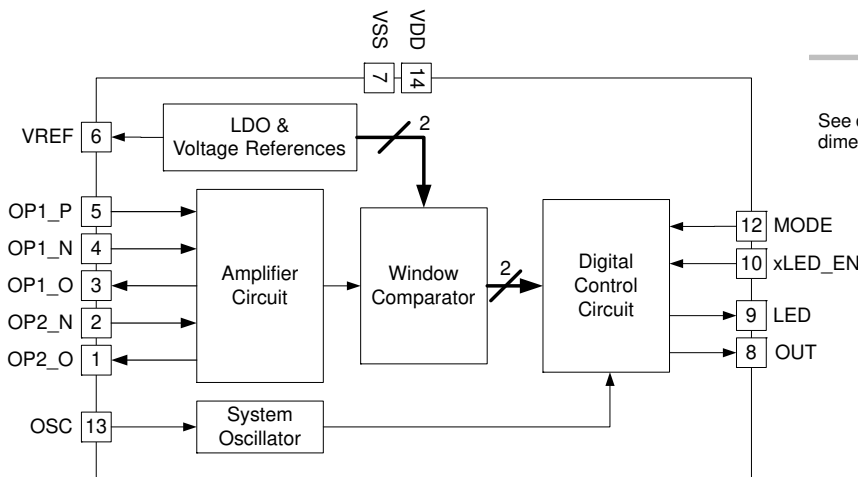 VSS
VDD
7
14
VREF
6
LDO &
Voltage References
2
See
dime
OP1_P
5
OP1_N
4
OP1_O
3
OP2_N
2
OP2_O
1
Amplifier
Circuit
Window
Comparator
2
Digital
Control
Circuit
12
MODE
10
xLED_EN
9
LED
8
OUT
OSC
13
System
Oscillator